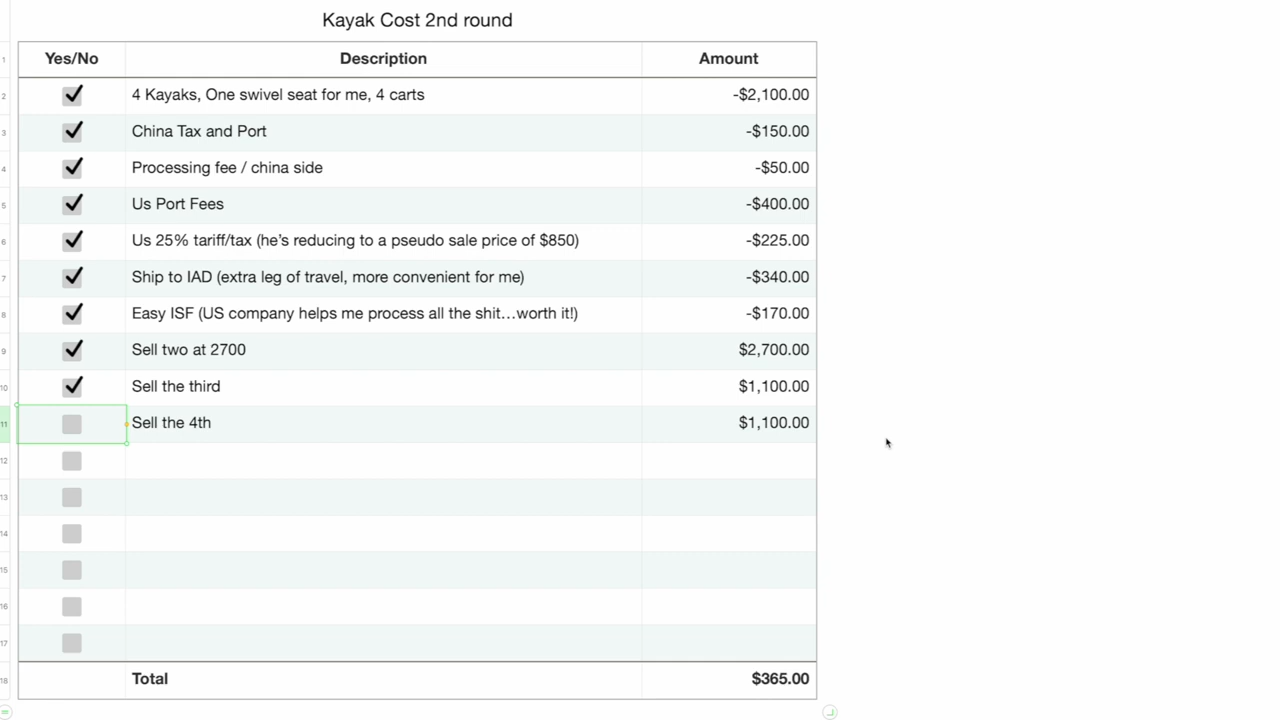 Kayak Cost 2nd round
1 Yes/No Description Amount
2 4 Kayaks, One swivel seat for me, 4 carts -$2,100.00
3 China Tax and Port -$150.00
4 Processing fee / china side -$50.00
5 Us Port Fees -$400.00
6 Us 25% tariff/tax (he’s reducing to a pseudo sale price of $850) -$225.00
7 Ship to IAD (extra leg of travel, more convenient for me) -$340.00
8 Easy ISF (US company helps me process all the shit…worth it!) -$170.00
9 Sell two at 2700 $2,700.00
10 Sell the third $1,100.00
11 Sell the 4th $1,100.00
12
13
14
15
16
17
18 Total $365.00